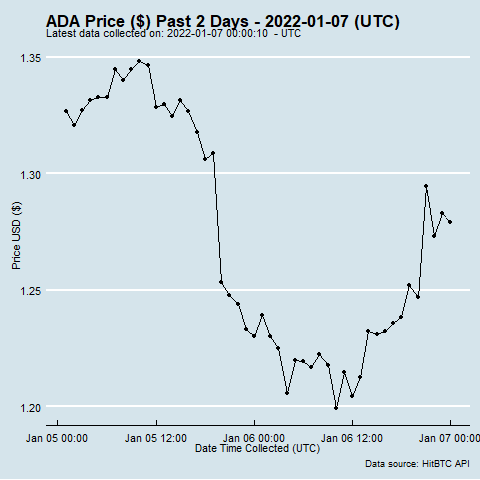 ADA Price ($) Past 2 Days - 2022-01-07 (UTC)
Latest data collected on: 2022-01-07 00:00:10  - UTC
1.35
1.30
1.25
1.20
Price USD ($)
Jan 05 00:00 Jan 05 12:00 Jan 06 00:00 Jan 06 12:00 Jan 07 00:00
Date Time Collected (UTC)
Data source: HitBTC API